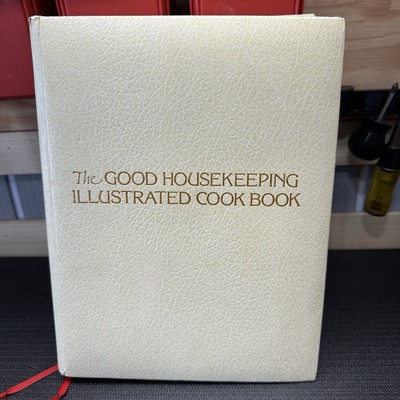 The GOOD HOUSEKEEPING
ILLUSTRATED COOK BOOK